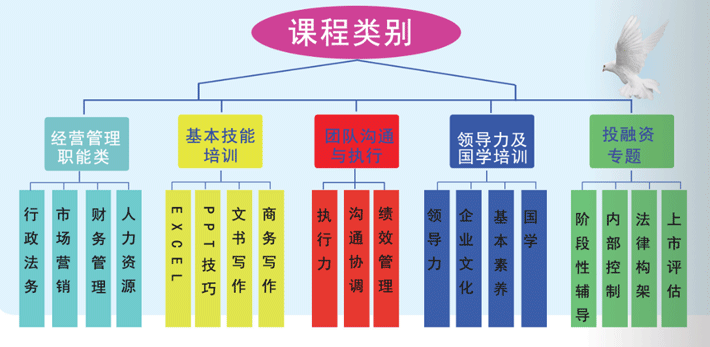 课程类别
经营管理
职能类
基本技能
培训
团队沟通
与执行
领导力及
国学培训
投融资
专题
行政法务
市场营销
财务管理
人力资源
EXCEL
PPT技巧
文书写作
商务写作
执行力
沟通协调
绩效管理
领导力
企业文化
基本素养
国学
阶段性辅导
内部控制
法律构架
上市评估